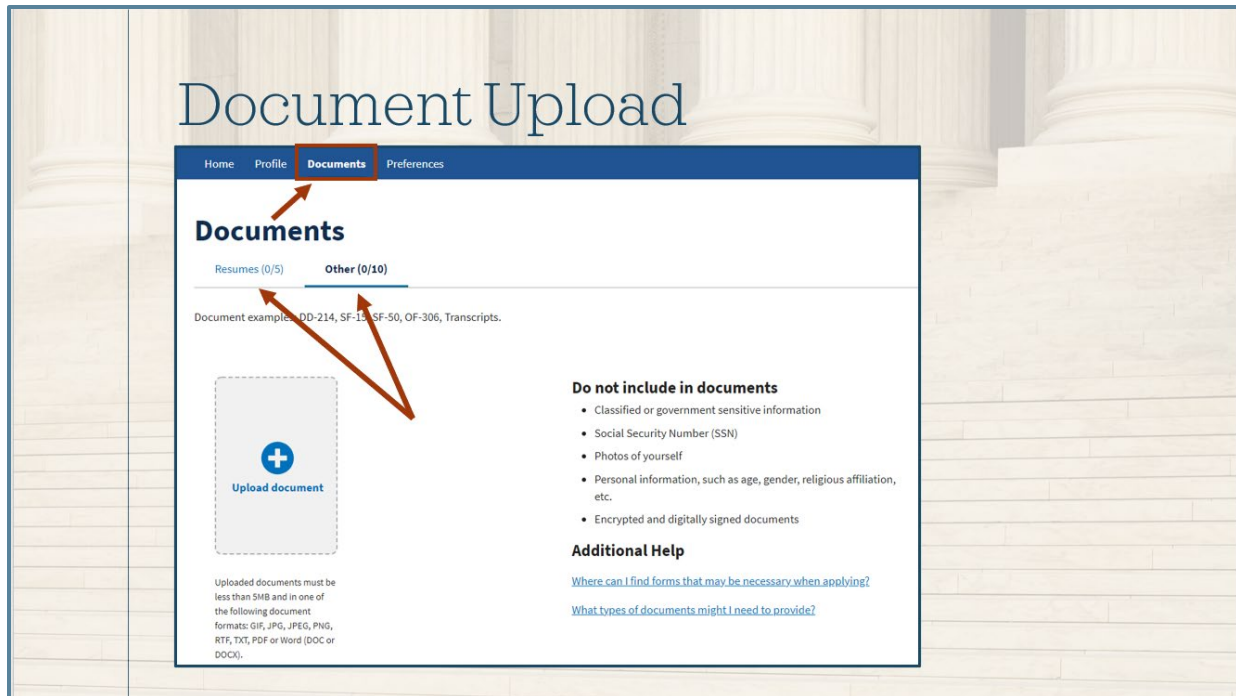 Document Upload
Home Profile Documents Preferences
Documents
Resumes (0/5) Other (0/10)
Document examples: DD-214, SF-15, SF-50, OF-306, Transcripts.
Upload document
Uploaded documents must be
less than 5MB and in one of
the following document
formats: GIF, JPG, JPEG, PNG,
RTF, TXT, PDF or Word (DOC or
DOCX).
Do not include in documents
• Classified or government sensitive information
• Social Security Number (SSN)
• Photos of yourself
• Personal information, such as age, gender, religious affiliation,
etc.
• Encrypted and digitally signed documents
Additional Help
Where can I find forms that may be necessary when applying?
What types of documents might I need to provide?